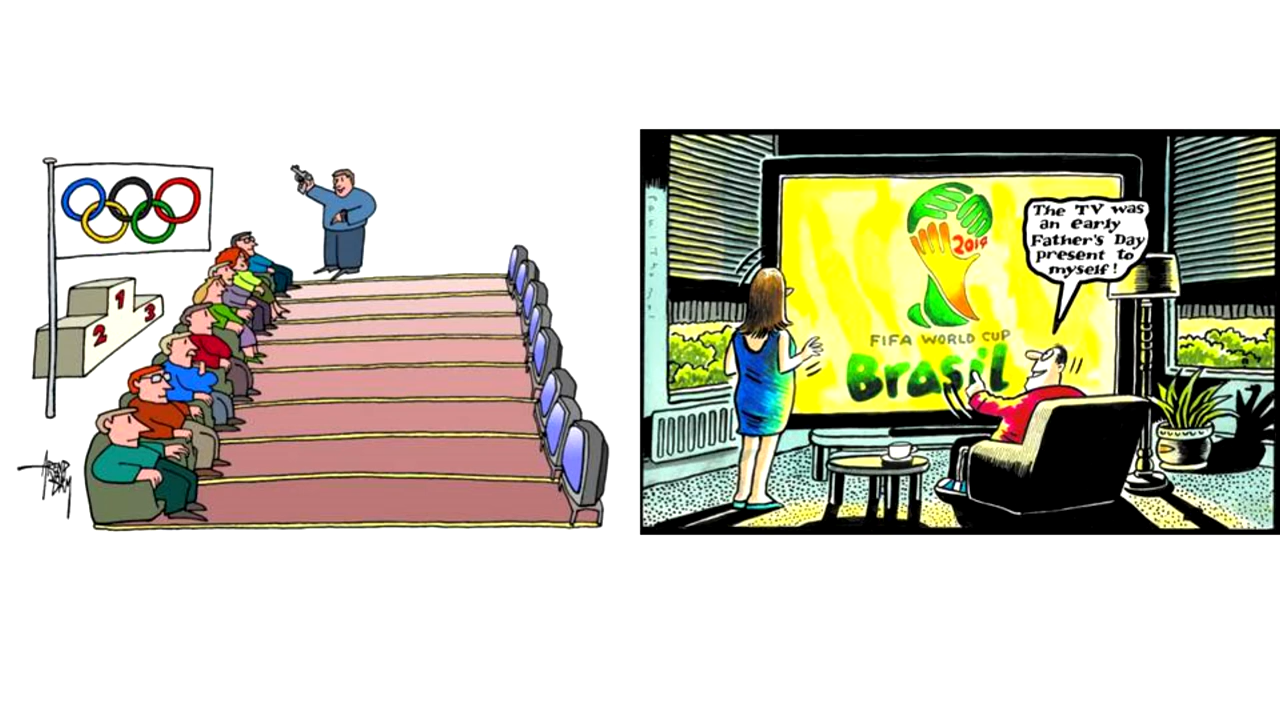 1
2
3
The TV was
an early
Father's Day
present to
myself!
2014
FIFA WORLD CUP
Brasil